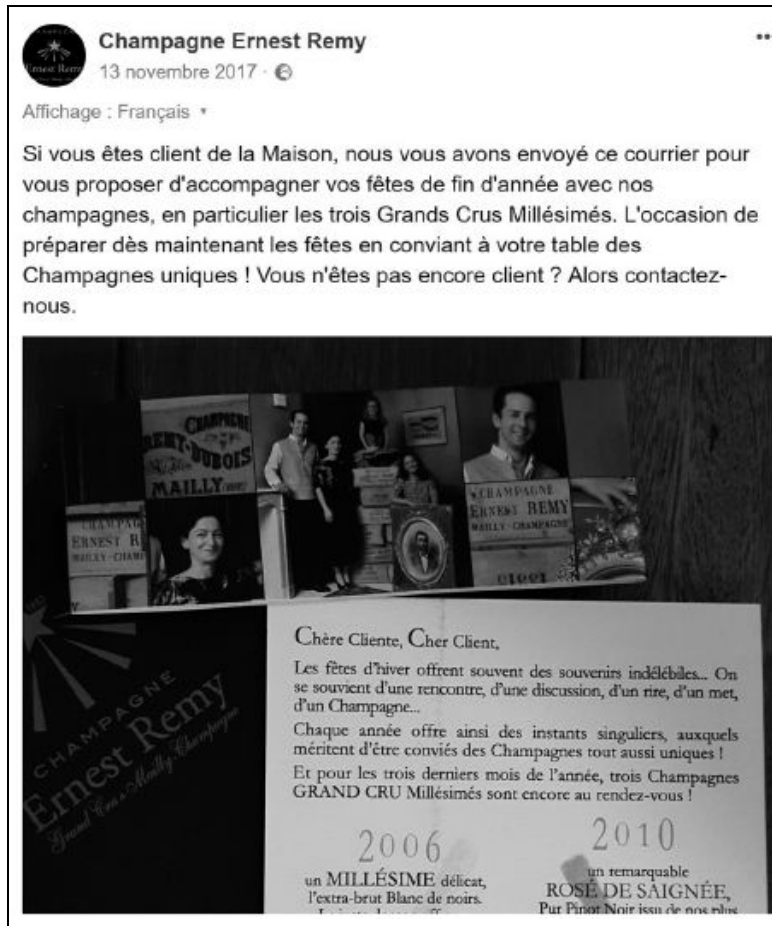 Champagne Ernest Remy
13 novembre 2017
Affichage : Français
Si vous êtes client de la Maison, nous vous avons envoyé ce courrier pour
vous proposer d'accompagner vos fêtes de fin d'année avec nos
champagnes, en particulier les trois Grands Crus Millésimés. L'occasion de
préparer dès maintenant les fêtes en conviant à votre table des
Champagnes uniques ! Vous n'êtes pas encore client ? Alors contactez-
nous.
CHAMPAGNE
REMY-DUBOIS
MAILLY
CHAMPAG
ERNEST R
MAILLY-CHAM
CHAMPAGNE
ERNEST REMY
MAILLY-CHAMPAGNE
CHAMPAGNE
Ernest Remy
Grand Cru Mailly Champagne
Chère Cliente, Cher Client,
Les fêtes d'hiver offrent souvent des souvenirs indélébiles... On
se souvient d'une rencontre, d'une discussion, d'un rire, d'un met,
d'un Champagne...
Chaque année offre ainsi des instants singuliers, auxquels
méritent d'être conviés des Champagnes tout aussi uniques !
Et pour les trois derniers mois de l'année, trois Champagnes
GRAND CRU Millésimés sont encore au rendez-vous !
2006
un MILLÉSIME délicat,
l'extra-brut Blanc de noirs.
2010
un remarquable
ROSÉ DE SAIGNÉE,
Pur Pinot Noir issu de nos plus